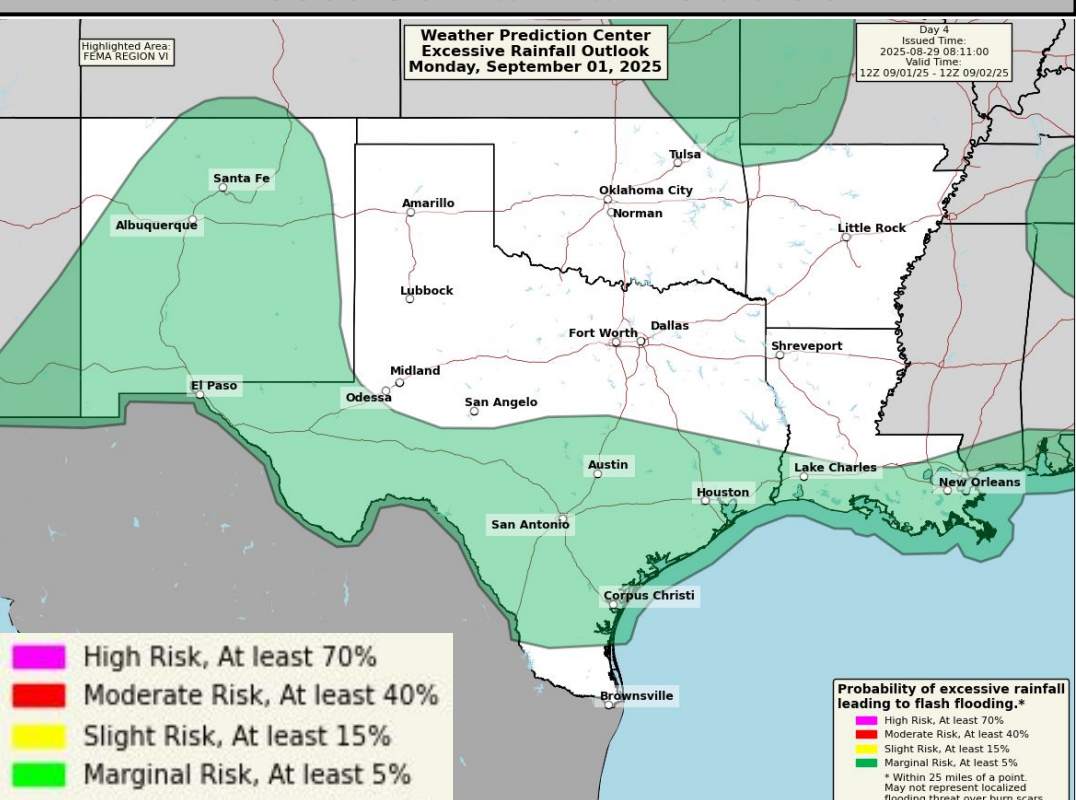 Highlighted Area:
FEMA REGION VI
Weather Prediction Center
Excessive Rainfall Outlook
Monday, September 01, 2025
Day 4
Issued Time:
2025-08-29 08:11:00
Valid Time:
12Z 09/01/25 - 12Z 09/02/25
Tulsa
Santa Fe
Oklahoma City
Amarillo
Norman
Albuquerque
Little Rock
Lubbock
Dallas
Fort Worth
Shreveport
Midland
El Paso
Odessa
San Angelo
Austin
Lake Charles
New Orleans
Houston
San Antonio
Corpus Christi
Brownsville
High Risk, At least 70%
Moderate Risk, At least 40%
Slight Risk, At least 15%
Marginal Risk, At least 5%
Probability of excessive rainfall
leading to flash flooding.*
High Risk, At least 70%
Moderate Risk, At least 40%
Slight Risk, At least 15%
Marginal Risk, At least 5%
* Within 25 miles of a point.
May not represent localized
flooding threat over burn scars